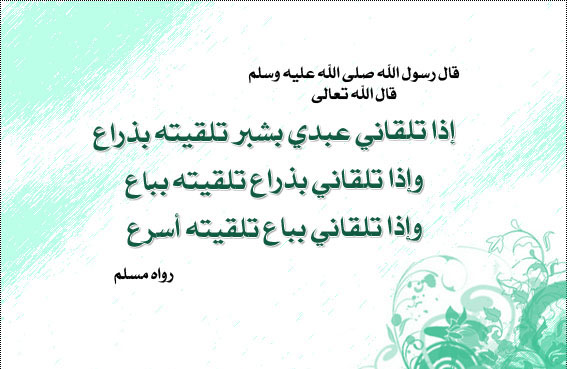 قال رسول الله صلى الله عليه وسلم
قال الله تعالى
إذا تلقاني عبدي بشبر تلقيته بذراع
وإذا تلقاني بذراع تلقيته بباع
وإذا تلقاني بباع تلقيته أسرع
رواه مسلم